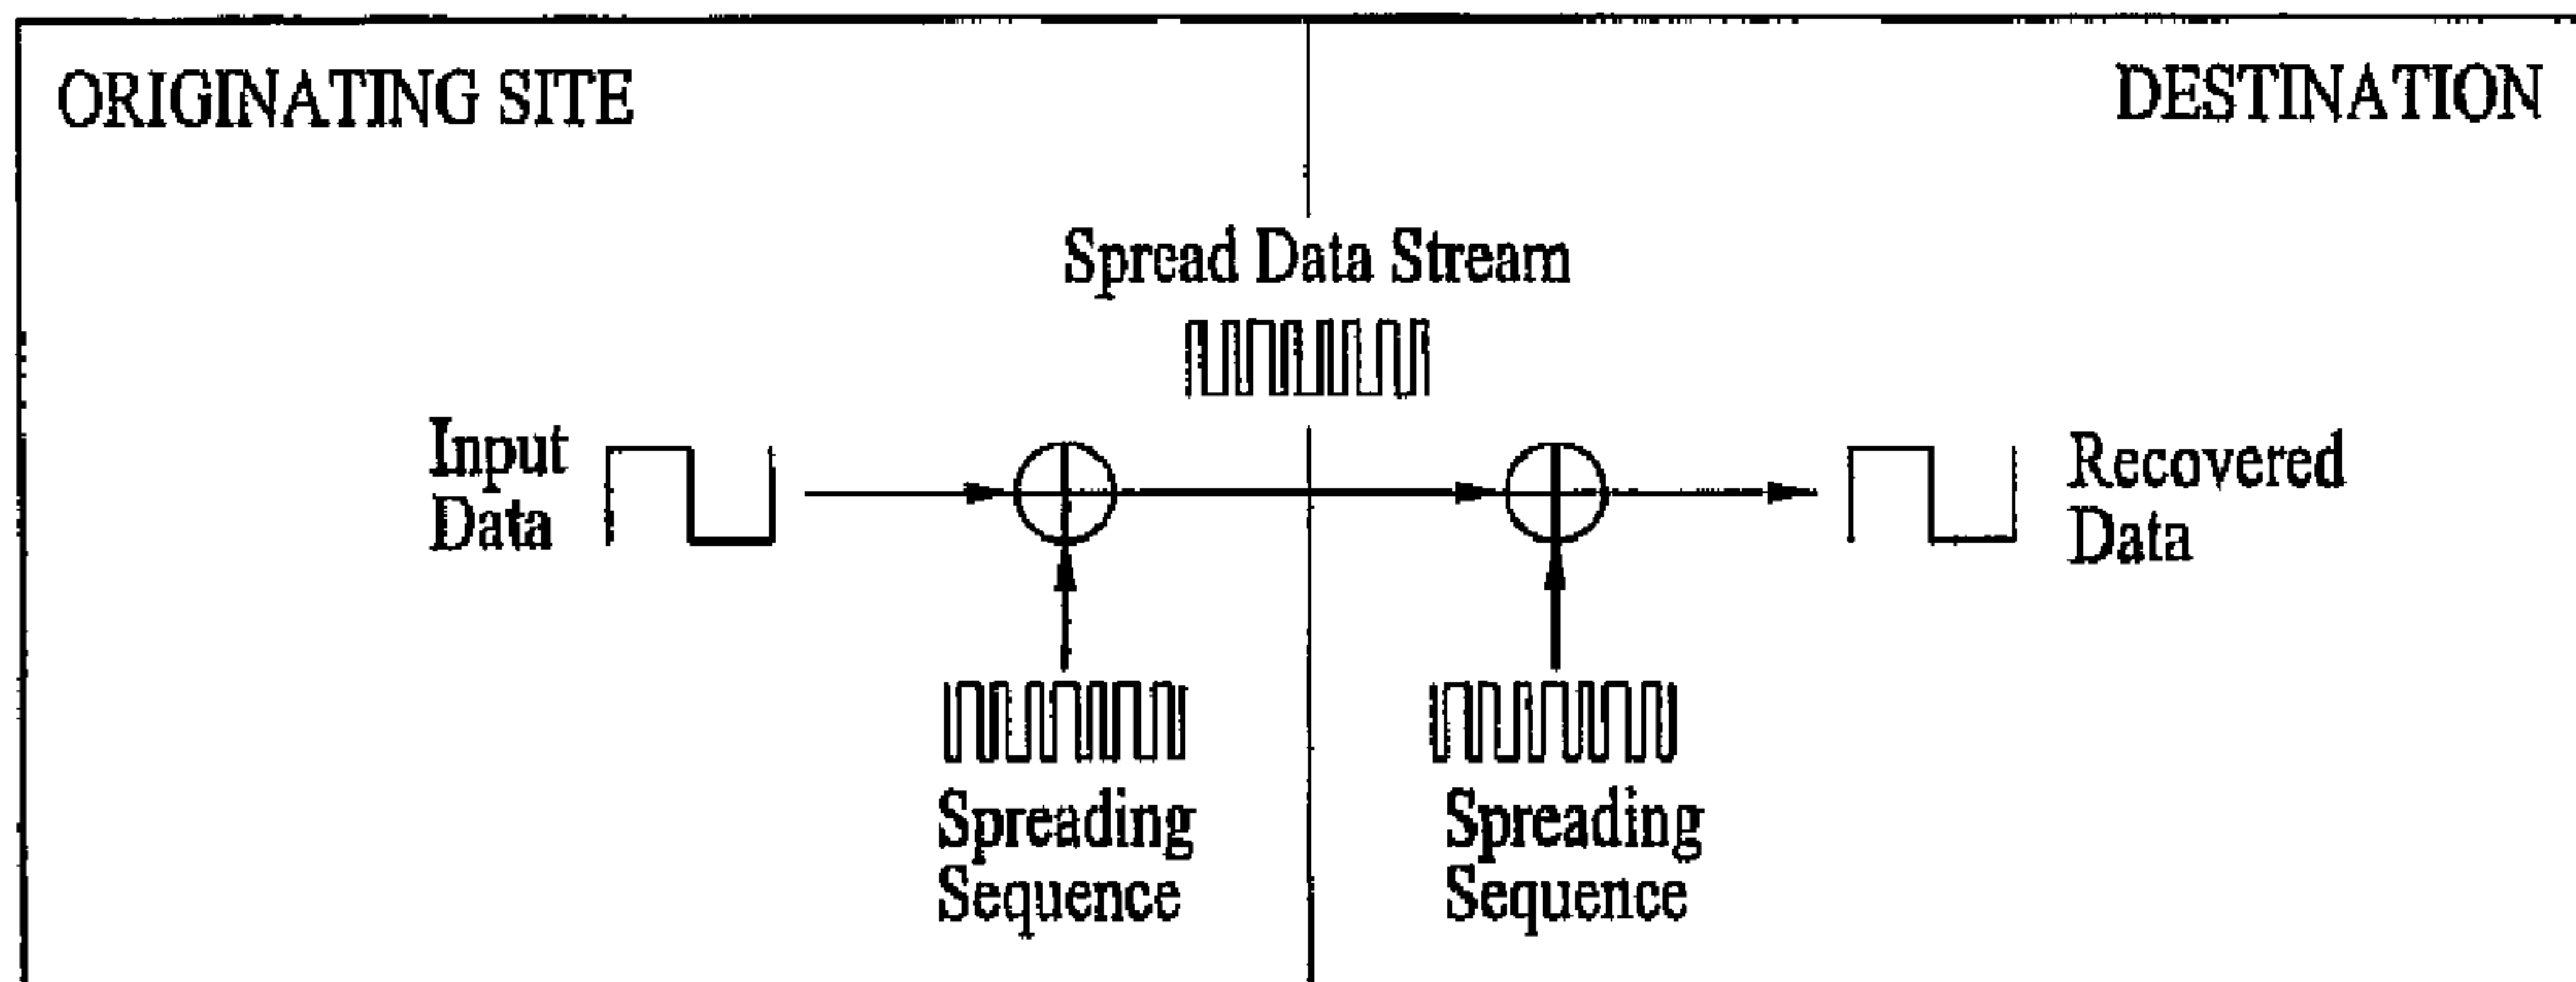 ORIGINATING SITE
DESTINATION
Spread Data Stream
Input
Data
Recovered
Data
Spreading
Sequence
Spreading
Sequence